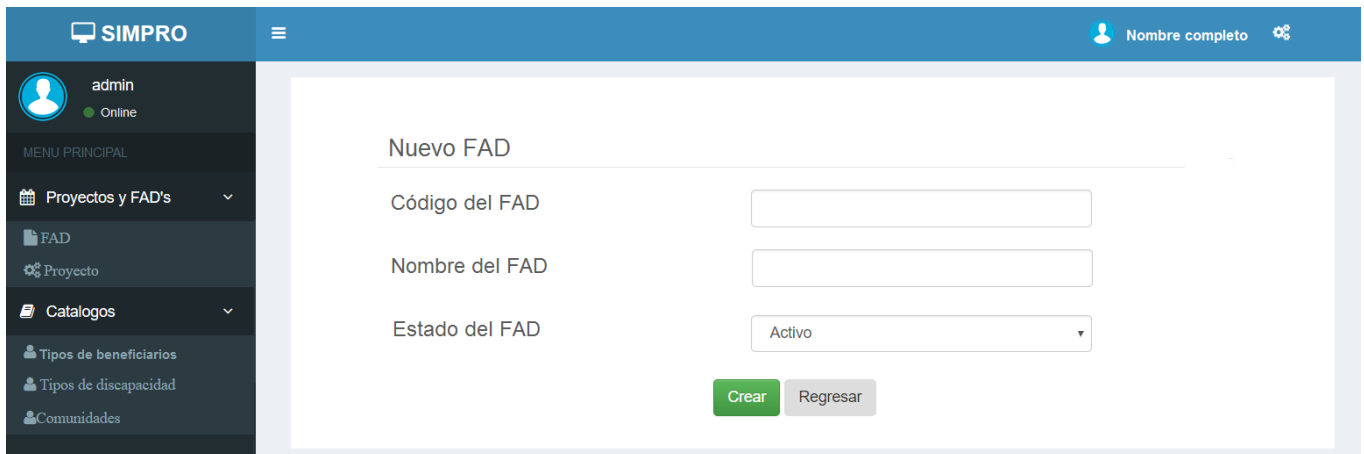 SIMPRO
Nombre completo
admin
Online
MENU PRINCIPAL
Proyectos y FAD's
FAD
Proyecto
Catalogos
Tipos de beneficiarios
Tipos de discapacidad
Comunidades
Nuevo FAD
Código del FAD
Nombre del FAD
Estado del FAD Activo
Crear Regresar